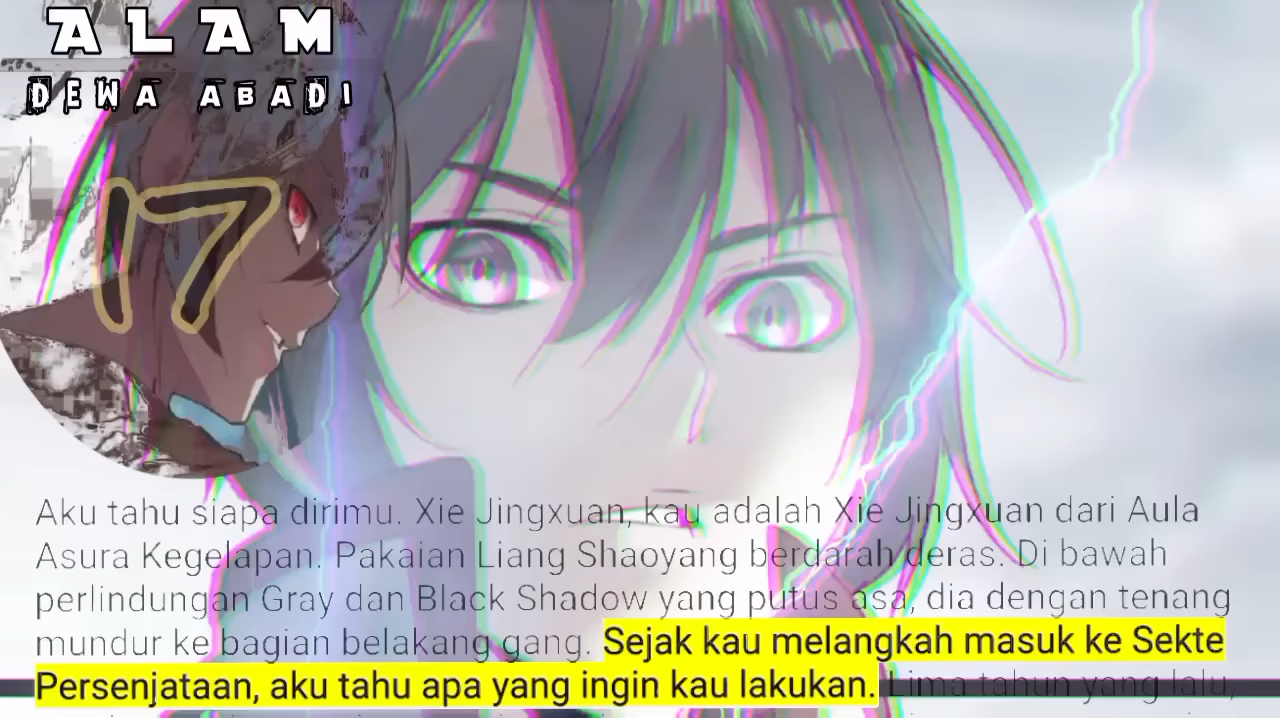 ALAM
DEWA ABADI
17
Aku tahu siapa dirimu. Xie Jingxuan, kau adalah Xie Jingxuan dari Aula
Asura Kegelapan. Pakaian Liang Shaoyang berdarah deras. Di bawah
perlindungan Gray dan Black Shadow yang putus asa, dia dengan tenang
mundur ke bagian belakang gang. Sejak kau melangkah masuk ke Sekte
Persenjataan, aku tahu apa yang ingin kau lakukan. Lima tahun yang lalu,